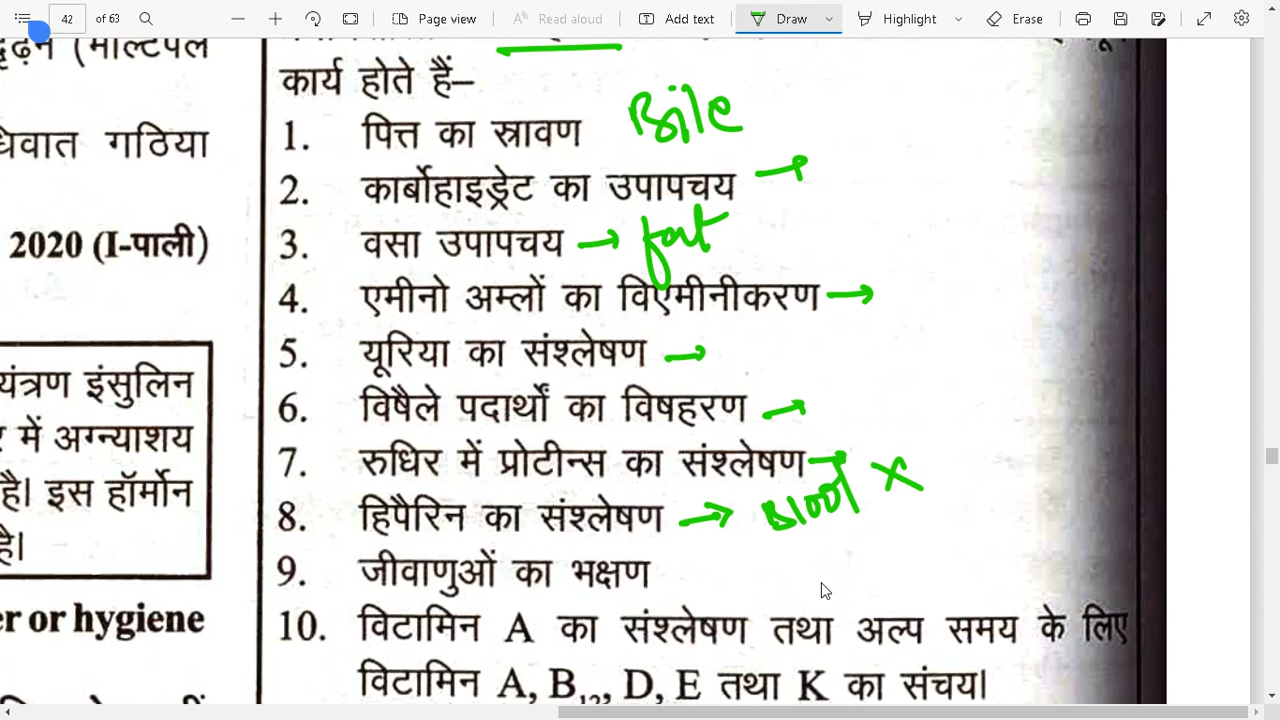 42 of 63 Page view Read aloud Add text Draw Highlight Erase
(माल्टिपल
गठिया
2020 (I-पाली)
इंसुलिन
में अग्न्याशय
है। इस हॉर्मोन
है।
or hygiene
कार्य होते हैं–
1. पित्त का स्रावण Bile
2. कार्बोहाइड्रेट का उपापचय
3. वसा उपापचय → fat
4. एमीनो अम्लों का विएमीनीकरण →
5. यूरिया का संश्लेषण →
6. विषैले पदार्थों का विषहरण →
7. रुधिर में प्रोटीन्स का संश्लेषण →
8. हिपैरिन का संश्लेषण → Blood X
9. जीवाणुओं का भक्षण
10. विटामिन A का संश्लेषण तथा अल्प समय के लिए
विटामिन A, B₁₂, D, E तथा K का संचय।